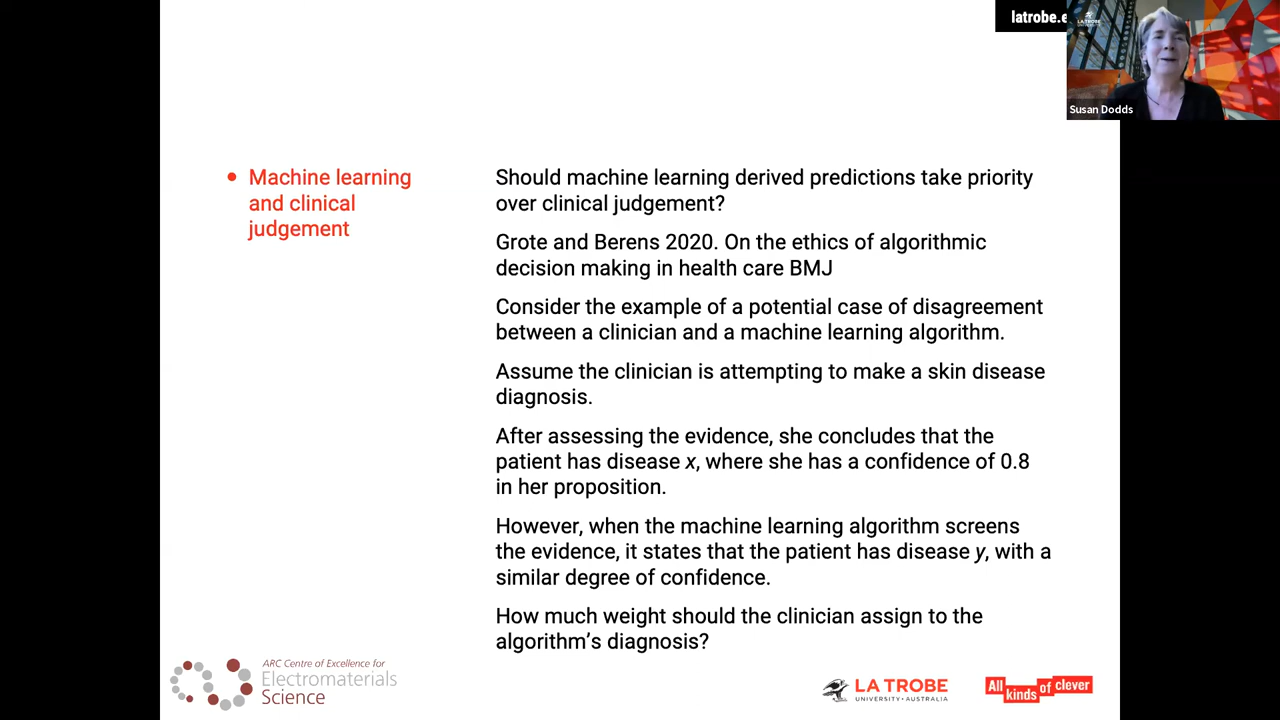 latrobe.e
LA TROBE
Susan Dodds
Machine learning
and clinical
judgement
Should machine learning derived predictions take priority
over clinical judgement?
Grote and Berens 2020. On the ethics of algorithmic
decision making in health care BMJ
Consider the example of a potential case of disagreement
between a clinician and a machine learning algorithm.
Assume the clinician is attempting to make a skin disease
diagnosis.
After assessing the evidence, she concludes that the
patient has disease x, where she has a confidence of 0.8
in her proposition.
However, when the machine learning algorithm screens
the evidence, it states that the patient has disease y, with a
similar degree of confidence.
How much weight should the clinician assign to the
algorithm's diagnosis?
ARC Centre of Excellence for
Electromaterials
Science
LA TROBE
UNIVERSITY • AUSTRALIA
All kinds of clever